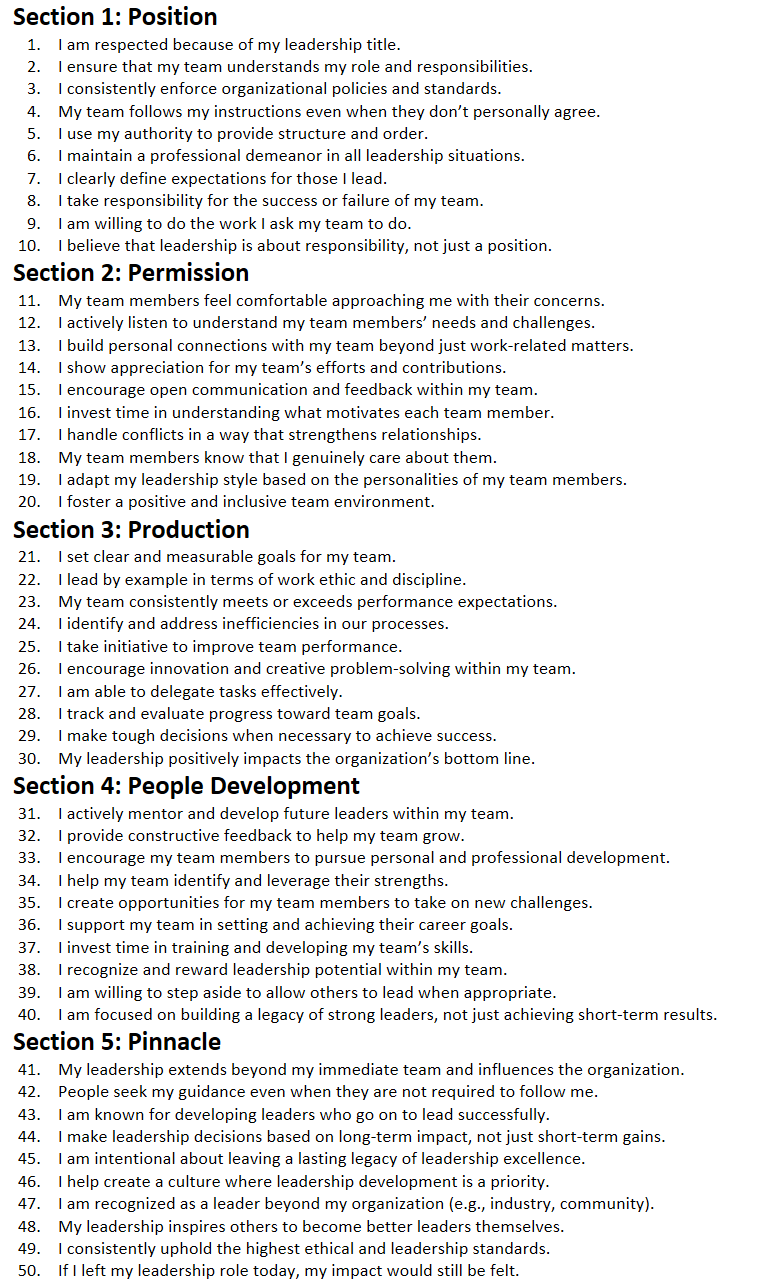 Section 1: Position
1. I am respected because of my leadership title.
2. I ensure that my team understands my role and responsibilities.
3. I consistently enforce organizational policies and standards.
4. My team follows my instructions even when they don’t personally agree.
5. I use my authority to provide structure and order.
6. I maintain a professional demeanor in all leadership situations.
7. I clearly define expectations for those I lead.
8. I take responsibility for the success or failure of my team.
9. I am willing to do the work I ask my team to do.
10. I believe that leadership is about responsibility, not just a position.
Section 2: Permission
11. My team members feel comfortable approaching me with their concerns.
12. I actively listen to understand my team members’ needs and challenges.
13. I build personal connections with my team beyond just work-related matters.
14. I show appreciation for my team’s efforts and contributions.
15. I encourage open communication and feedback within my team.
16. I invest time in understanding what motivates each team member.
17. I handle conflicts in a way that strengthens relationships.
18. My team members know that I genuinely care about them.
19. I adapt my leadership style based on the personalities of my team members.
20. I foster a positive and inclusive team environment.
Section 3: Production
21. I set clear and measurable goals for my team.
22. I lead by example in terms of work ethic and discipline.
23. My team consistently meets or exceeds performance expectations.
24. I identify and address inefficiencies in our processes.
25. I take initiative to improve team performance.
26. I encourage innovation and creative problem-solving within my team.
27. I am able to delegate tasks effectively.
28. I track and evaluate progress toward team goals.
29. I make tough decisions when necessary to achieve success.
30. My leadership positively impacts the organization’s bottom line.
Section 4: People Development
31. I actively mentor and develop future leaders within my team.
32. I provide constructive feedback to help my team grow.
33. I encourage my team members to pursue personal and professional development.
34. I help my team identify and leverage their strengths.
35. I create opportunities for my team members to take on new challenges.
36. I support my team in setting and achieving their career goals.
37. I invest time in training and developing my team’s skills.
38. I recognize and reward leadership potential within my team.
39. I am willing to step aside to allow others to lead when appropriate.
40. I am focused on building a legacy of strong leaders, not just achieving short-term results.
Section 5: Pinnacle
41. My leadership extends beyond my immediate team and influences the organization.
42. People seek my guidance even when they are not required to follow me.
43. I am known for developing leaders who go on to lead successfully.
44. I make leadership decisions based on long-term impact, not just short-term gains.
45. I am intentional about leaving a lasting legacy of leadership excellence.
46. I help create a culture where leadership development is a priority.
47. I am recognized as a leader beyond my organization (e.g., industry, community).
48. My leadership inspires others to become better leaders themselves.
49. I consistently uphold the highest ethical and leadership standards.
50. If I left my leadership role today, my impact would still be felt.